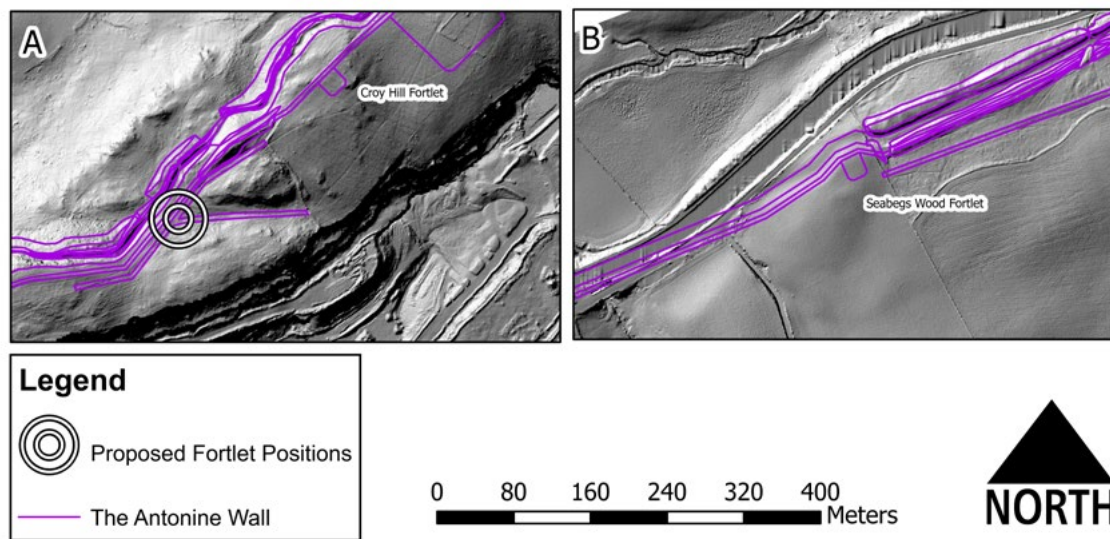 A
Croy Hill Fortlet
B
Seabegs Wood Fortlet
Legend
Proposed Fortlet Positions
The Antonine Wall
0 80 160 240 320 400
Meters
NORTH